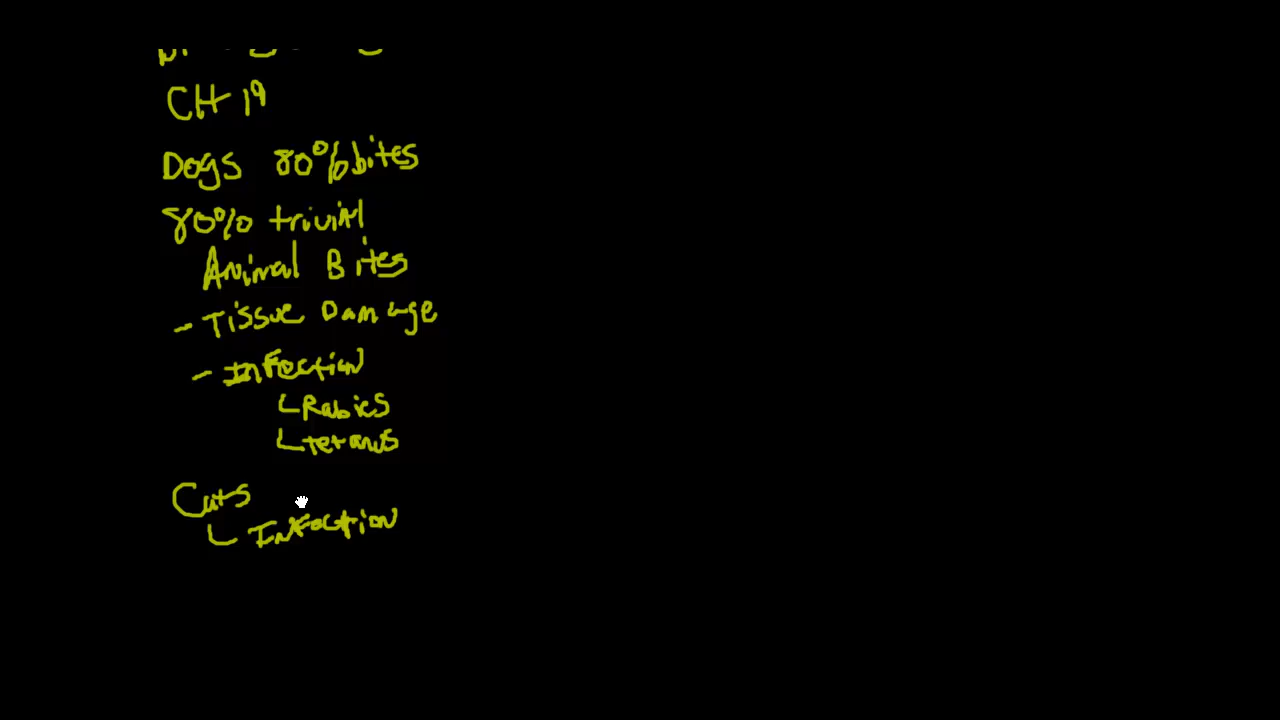 CH 19
Dogs 80% bites
80% trivial
Animal Bites
- Tissue Damage
- Infection
Rabies
tetanus
Cats
Infection